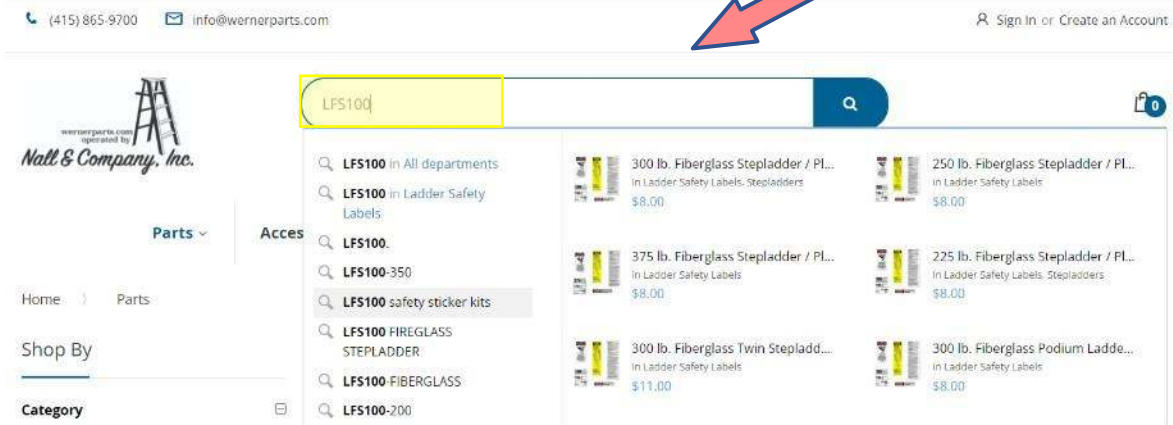 (415) 865-9700 info@wernerparts.com Sign In or Create an Account
wernerparts.com
operated by
Nall & Company, Inc.
LFS100
0
Parts
Acces
Home Parts
Shop By
Category
LFS100 in All departments
LFS100 in Ladder Safety
Labels
LFS100.
LFS100-350
LFS100 safety sticker kits
LFS100 FIREGLASS
STEPLADDER
LFS100-FIBERGLASS
LFS100-200
300 lb. Fiberglass Stepladder / Pl...
in Ladder Safety Labels, Stepladders
$8.00
250 lb. Fiberglass Stepladder / Pl...
in Ladder Safety Labels
$8.00
375 lb. Fiberglass Stepladder / Pl...
in Ladder Safety Labels
$8.00
225 lb. Fiberglass Stepladder / Pl...
in Ladder Safety Labels, Stepladders
$8.00
300 lb. Fiberglass Twin Stepladd...
in Ladder Safety Labels
$11.00
300 lb. Fiberglass Podium Ladde...
in Ladder Safety Labels
$8.00